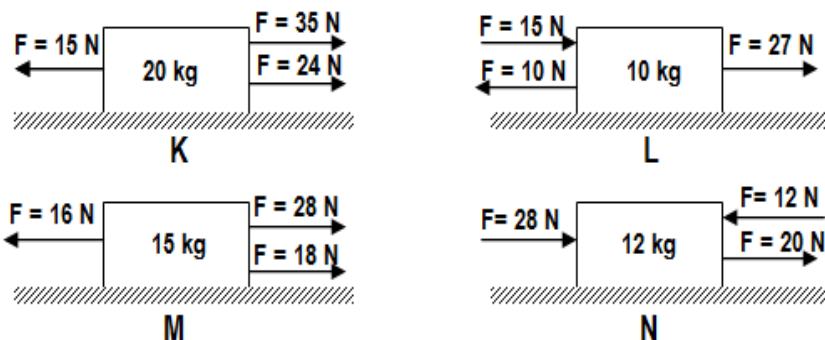 F = 15 N
F = 35 N
20 kg
F = 24 N
K
F = 15 N
F = 10 N
10 kg
F = 27 N
L
F = 16 N
F = 28 N
15 kg
F = 18 N
M
F= 28 N
F= 12 N
12 kg
F = 20 N
N